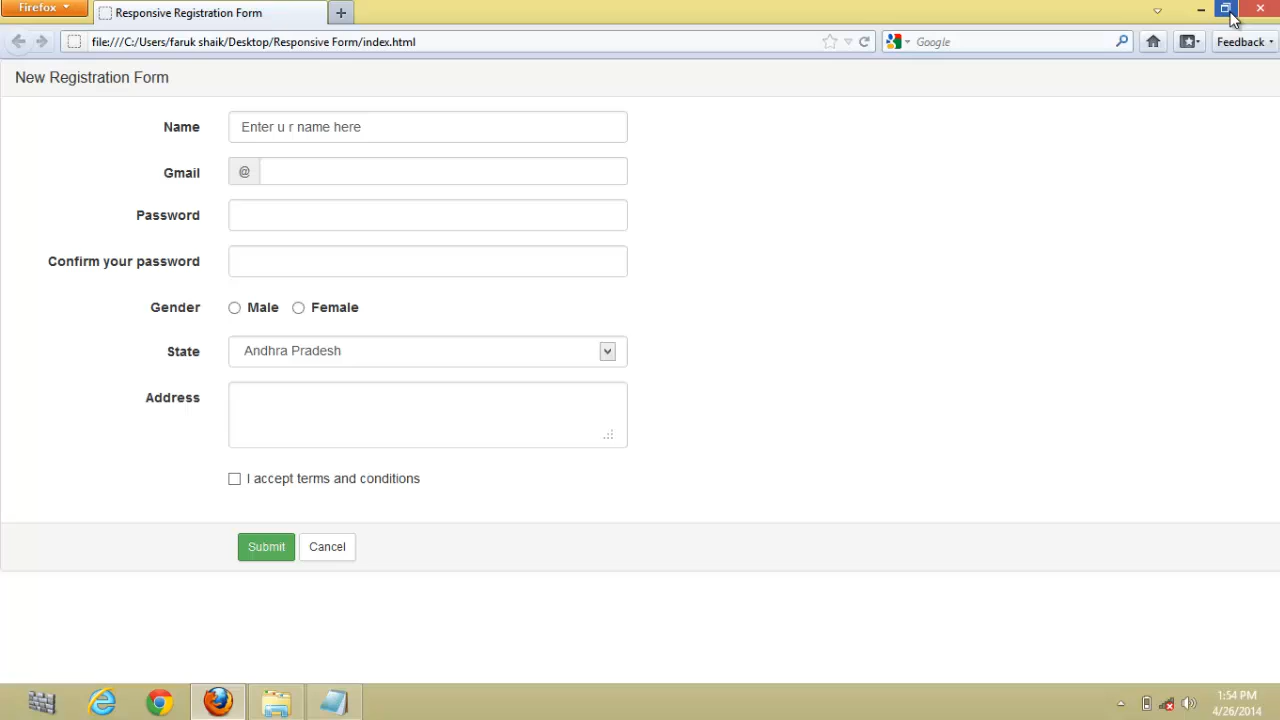 Firefox
Responsive Registration Form
file:///C:/Users/faruk shaik/Desktop/Responsive Form/index.html
Google
Feedback
New Registration Form
Name
Enter u r name here
Gmail
@
Password
Confirm your password
Gender
Male
Female
State
Andhra Pradesh
Address
I accept terms and conditions
Submit
Cancel
1:54 PM
4/26/2014